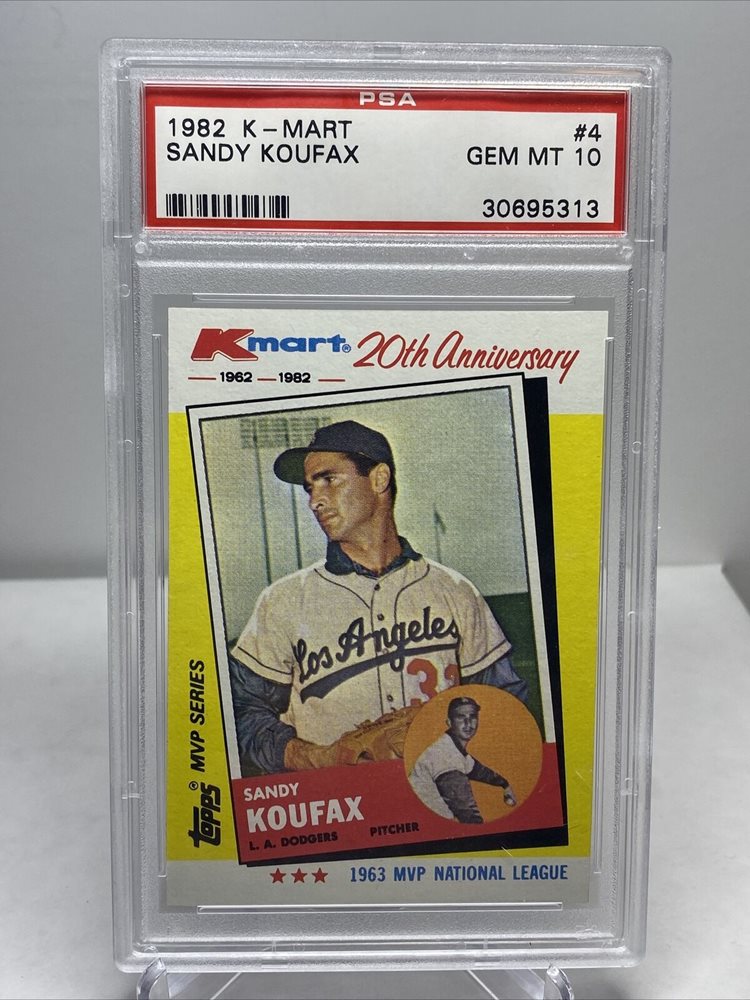 PSA
1982 K-MART #4
SANDY KOUFAX GEM MT 10
30695313
Kmart® 20th Anniversary
1962 1982
Los Angeles
3
topps® MVP SERIES
SANDY
KOUFAX
L. A. DODGERS PITCHER
1963 MVP NATIONAL LEAGUE